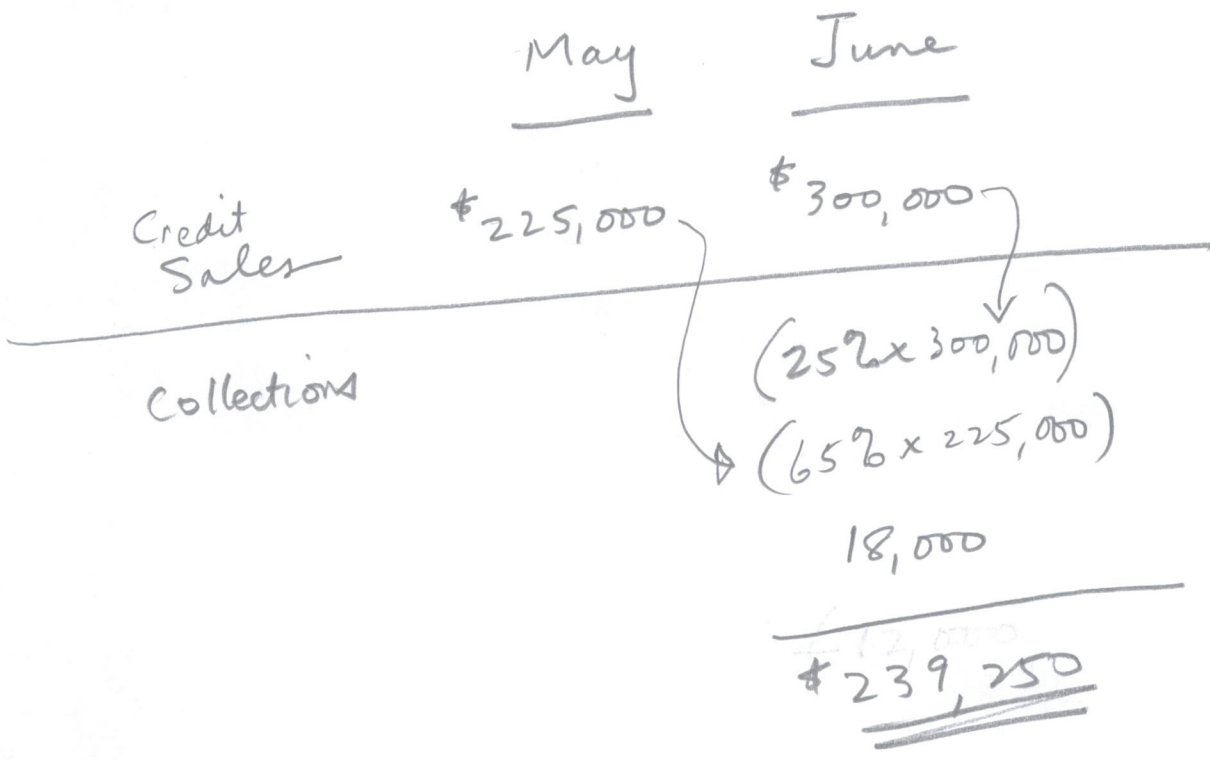 May June
Credit Sales $225,000 $300,000
Collections (25% x 300,000)
(65% x 225,000)
18,000
$239,250